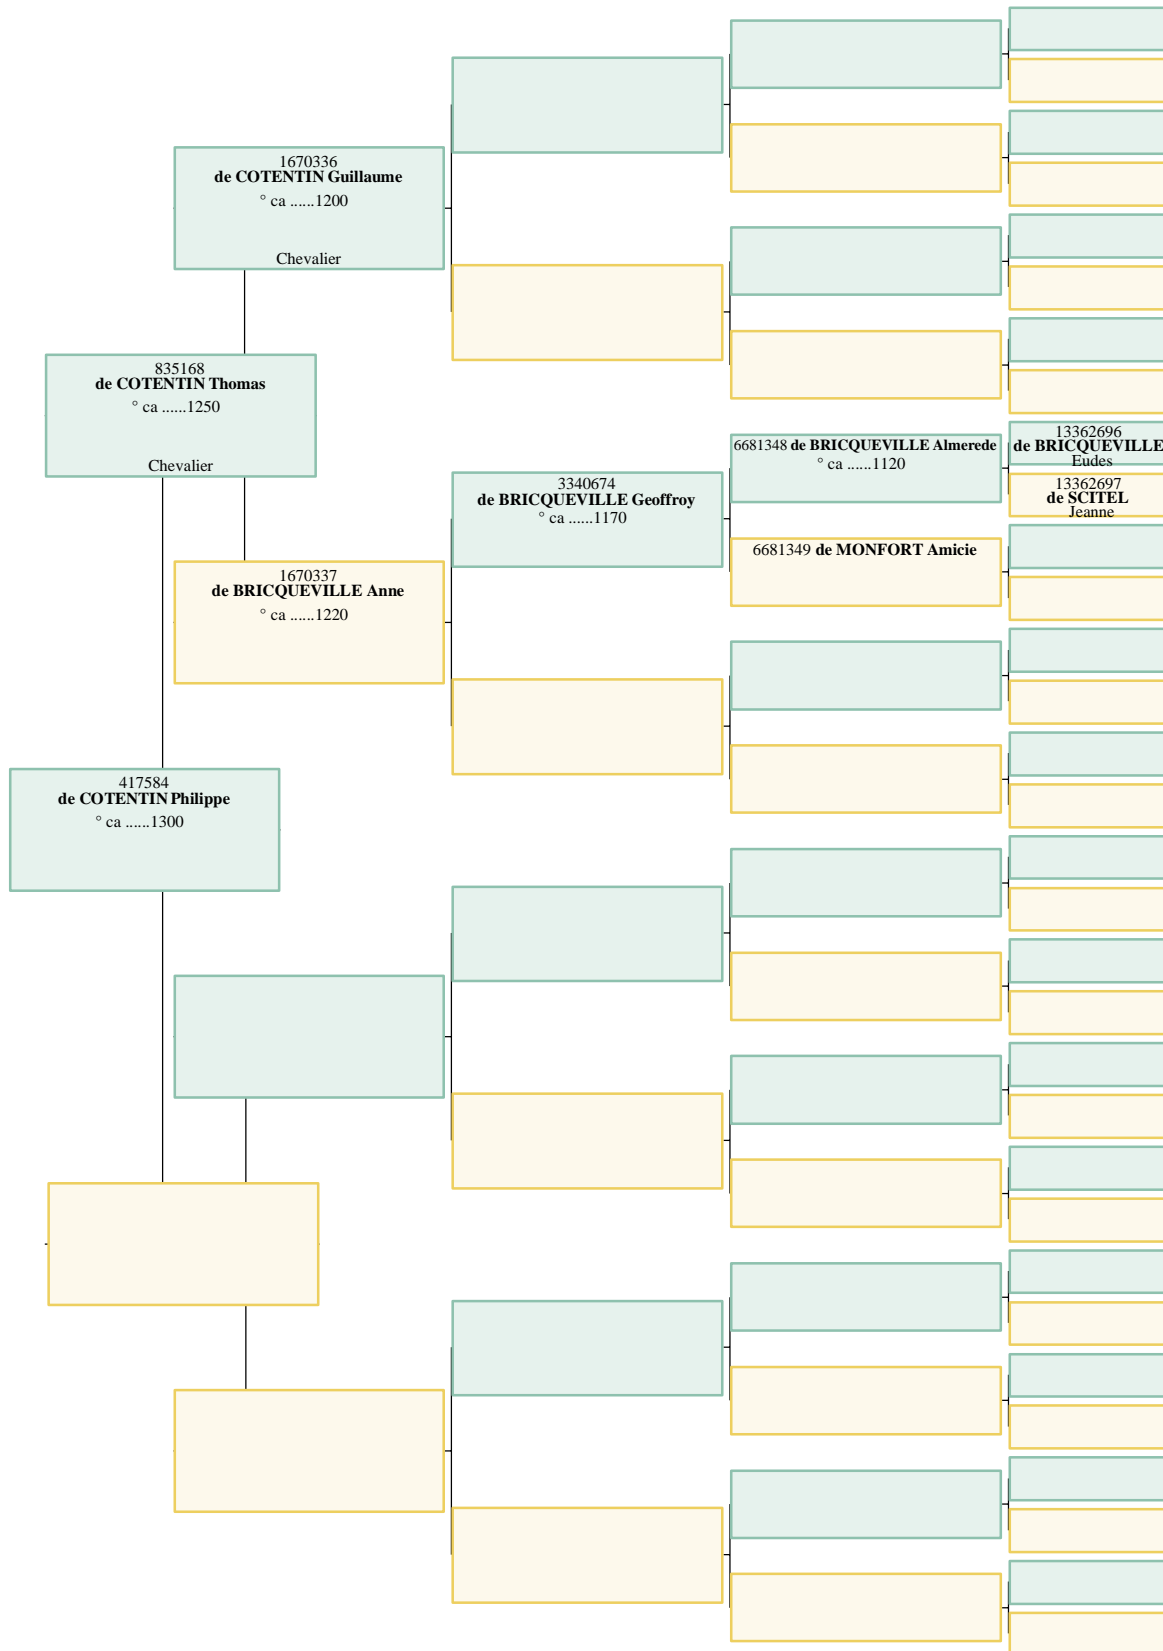 1670336
de COTENTIN Guillaume
° ca ......1200
Chevalier
835168
de COTENTIN Thomas
° ca ......1250
Chevalier
6681348 de BRICQUEVILLE Almerede
° ca ......1120
13362696
de BRICQUEVILLE
Eudes
13362697
de SCITEL
Jeanne
3340674
de BRICQUEVILLE Geoffroy
° ca ......1170
6681349 de MONFORT Amicie
1670337
de BRICQUEVILLE Anne
° ca ......1220
417584
de COTENTIN Philippe
° ca ......1300